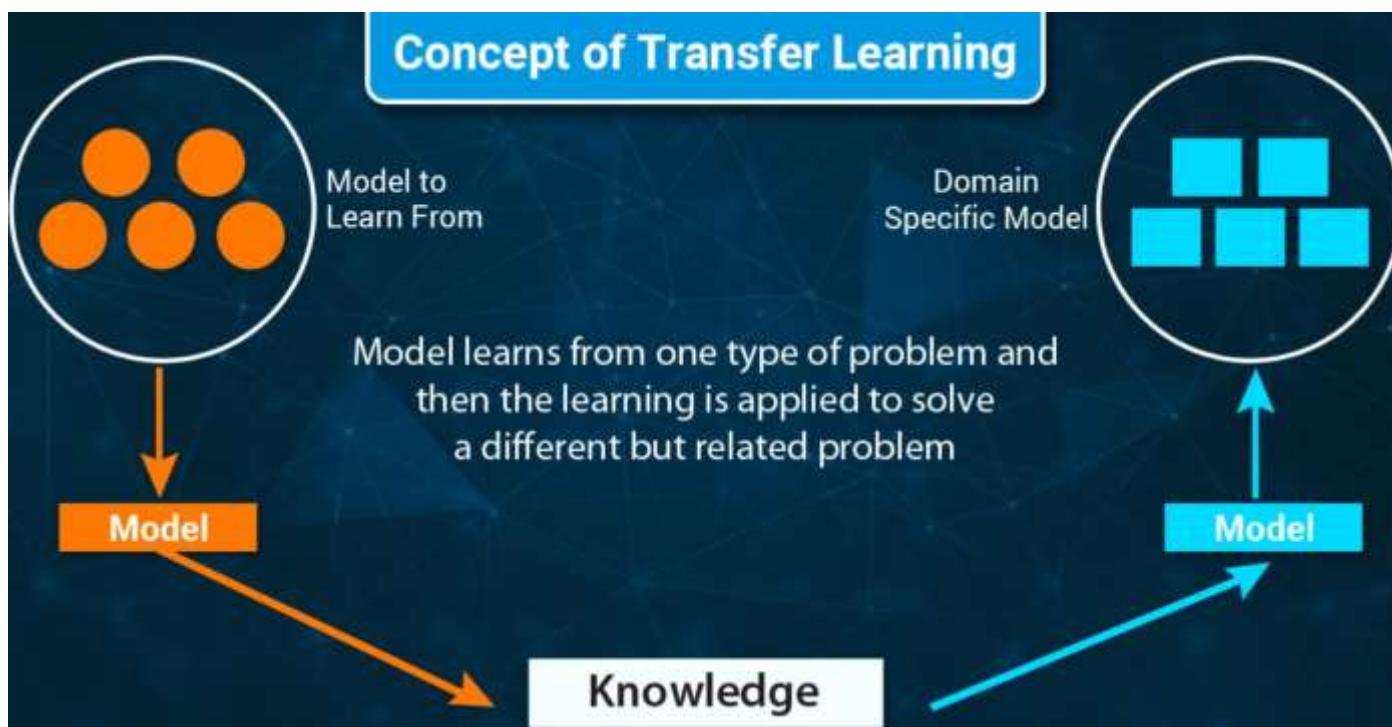 Concept of Transfer Learning
Model to
Learn From
Domain
Specific Model
Model learns from one type of problem and
then the learning is applied to solve
a different but related problem
Model
Model
Knowledge